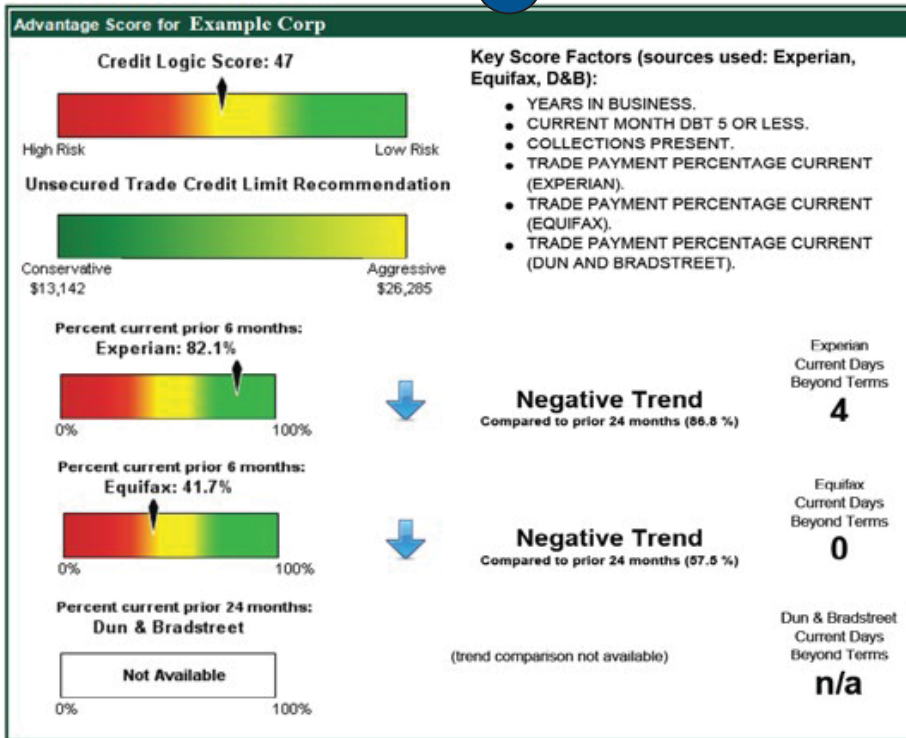 Advantage Score for Example Corp
Credit Logic Score: 47
High Risk
Low Risk
Unsecured Trade Credit Limit Recommendation
Conservative
$13,142
Aggressive
$26,285
Key Score Factors (sources used: Experian,
Equifax, D&B):
• YEARS IN BUSINESS.
• CURRENT MONTH DBT 5 OR LESS.
• COLLECTIONS PRESENT.
• TRADE PAYMENT PERCENTAGE CURRENT
(EXPERIAN).
• TRADE PAYMENT PERCENTAGE CURRENT
(EQUIFAX).
• TRADE PAYMENT PERCENTAGE CURRENT
(DUN AND BRADSTREET).
Percent current prior 6 months:
Experian: 82.1%
0%
100%
Negative Trend
Compared to prior 24 months (86.8 %)
Experian
Current Days
Beyond Terms
4
Percent current prior 6 months:
Equifax: 41.7%
0%
100%
Negative Trend
Compared to prior 24 months (57.5 %)
Equifax
Current Days
Beyond Terms
0
Percent current prior 24 months:
Dun & Bradstreet
Not Available
0%
100%
(trend comparison not available)
Dun & Bradstreet
Current Days
Beyond Terms
n/a